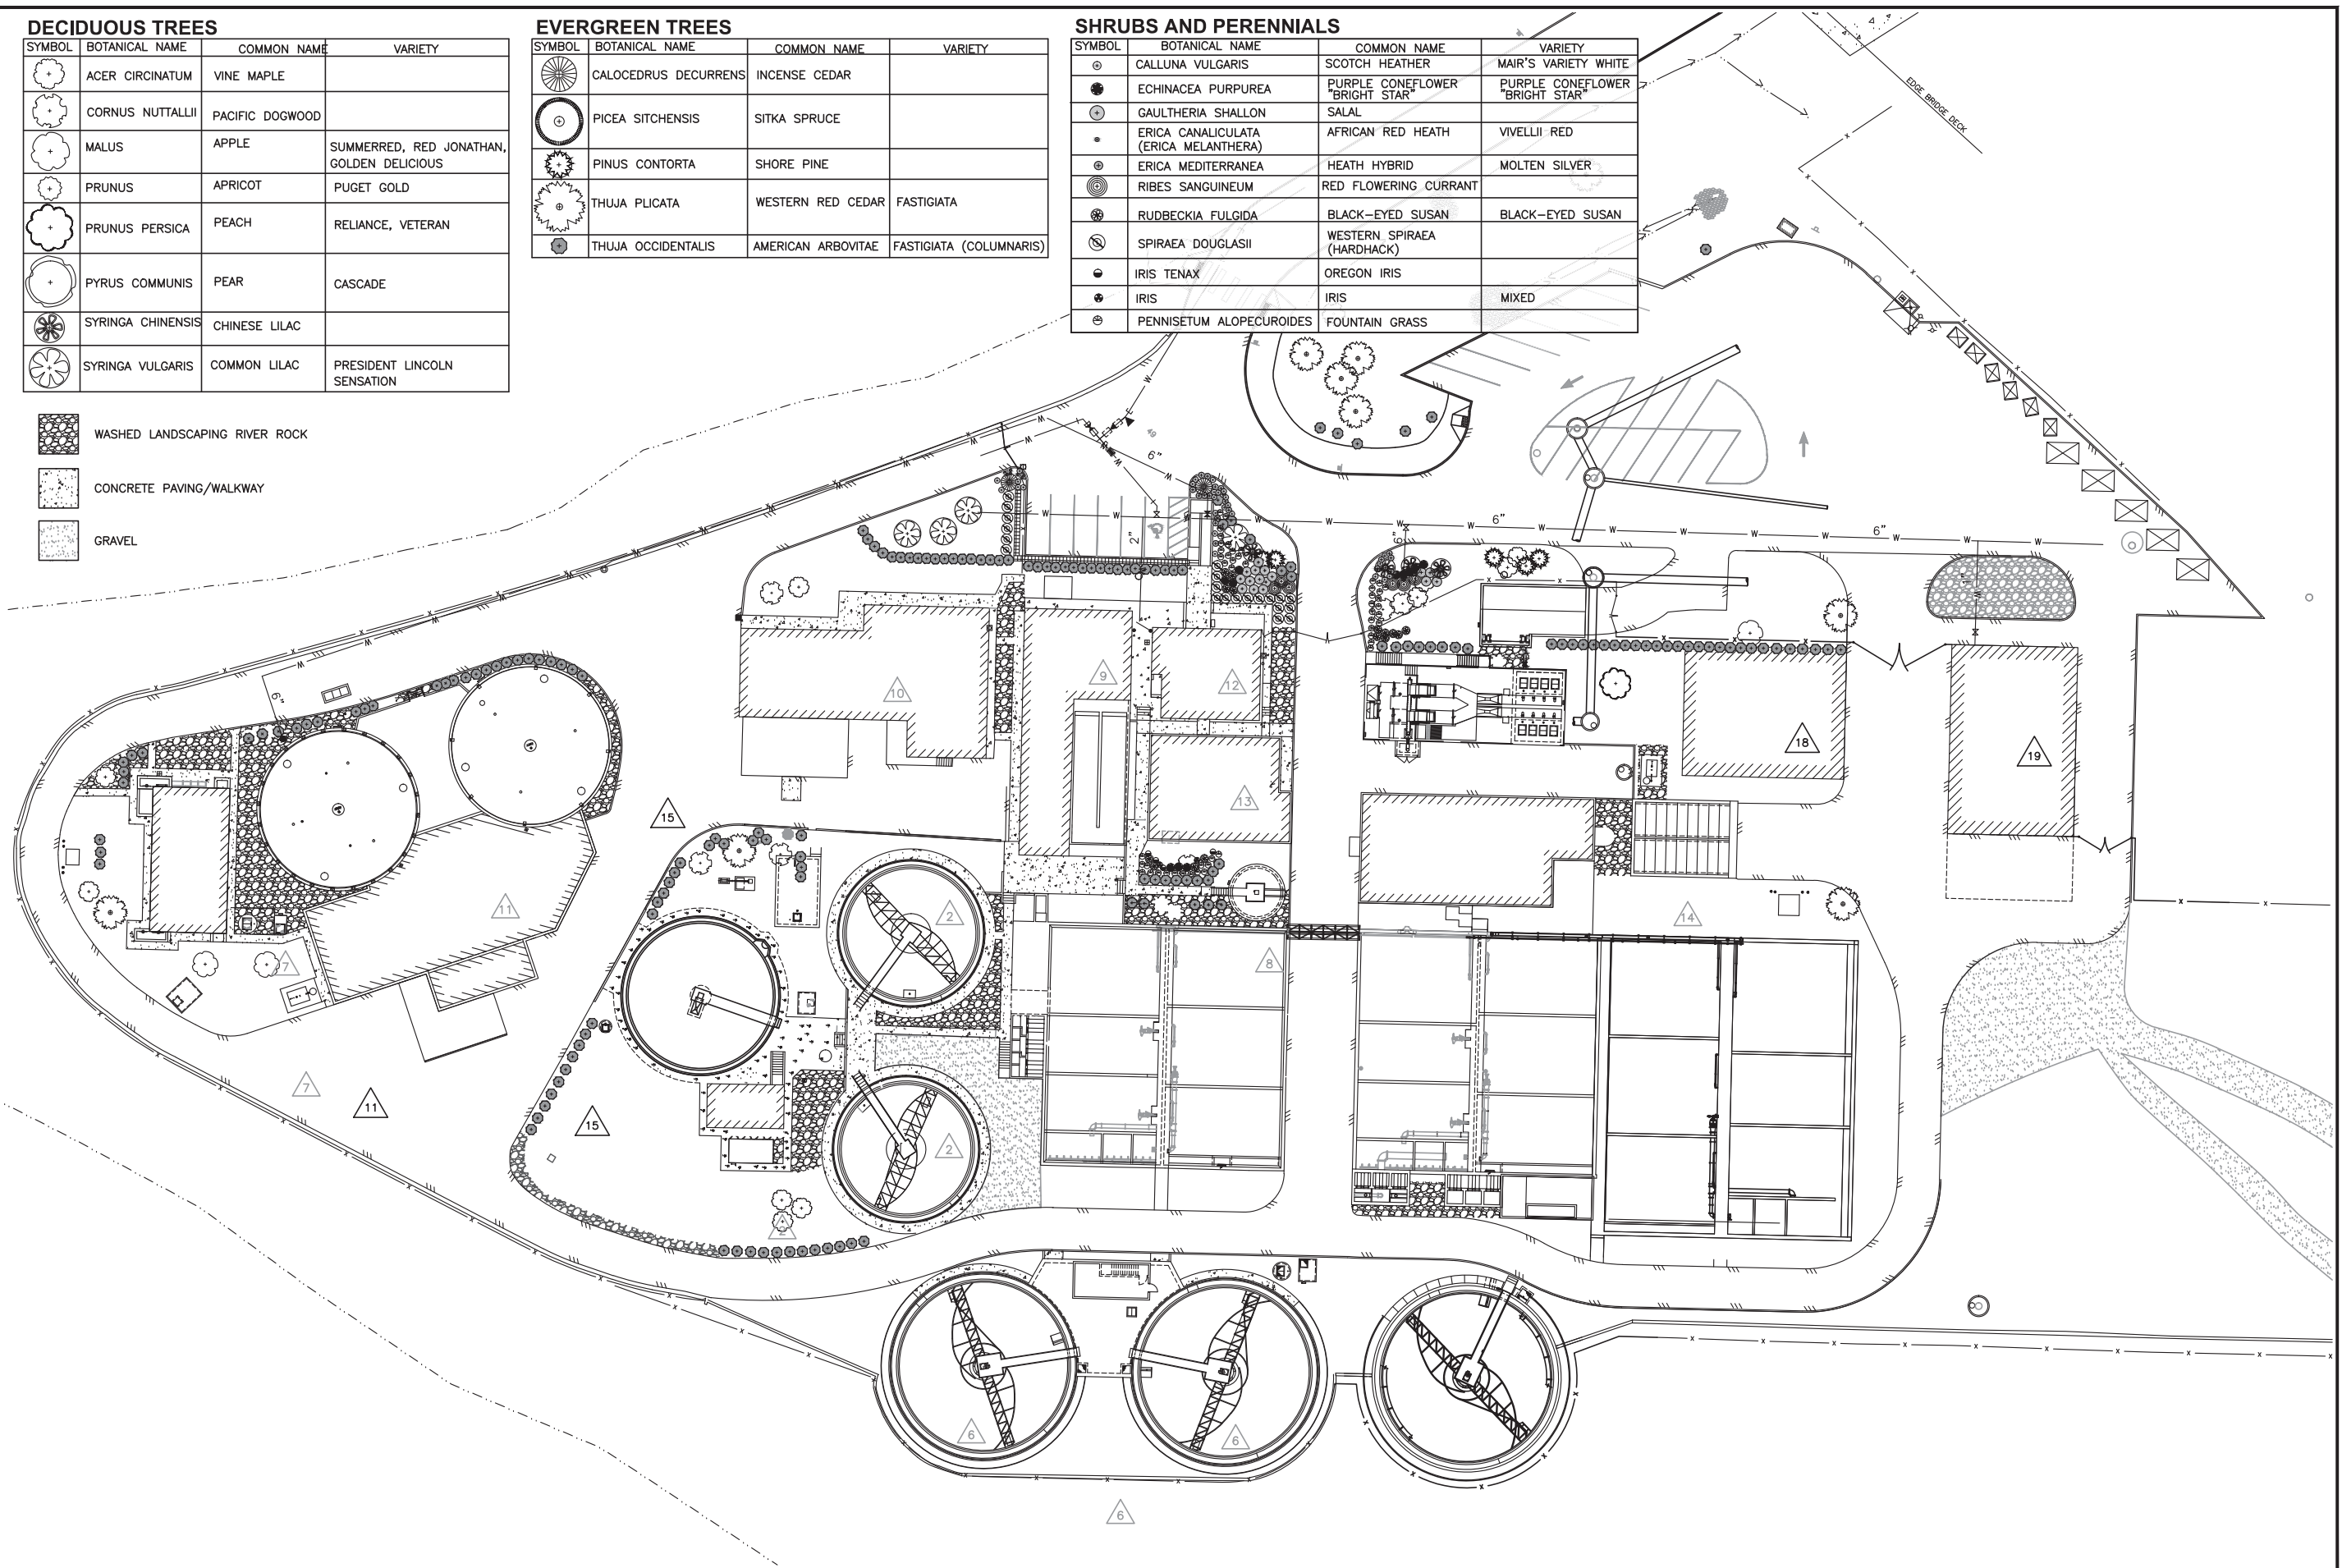 DECIDUOUS TREES
SYMBOL BOTANICAL NAME COMMON NAME VARIETY
ACER CIRCINATUM VINE MAPLE
CORNUS NUTTALLII PACIFIC DOGWOOD
MALUS APPLE SUMMERRED, RED JONATHAN,
GOLDEN DELICIOUS
PRUNUS APRICOT PUGET GOLD
PRUNUS PERSICA PEACH RELIANCE, VETERAN
PYRUS COMMUNIS PEAR CASCADE
SYRINGA CHINENSIS CHINESE LILAC
SYRINGA VULGARIS COMMON LILAC PRESIDENT LINCOLN
SENSATION
WASHED LANDSCAPING RIVER ROCK
CONCRETE PAVING/WALKWAY
GRAVEL
EVERGREEN TREES
SYMBOL BOTANICAL NAME COMMON NAME VARIETY
CALOCEDRUS DECURRENS INCENSE CEDAR
PICEA SITCHENSIS SITKA SPRUCE
PINUS CONTORTA SHORE PINE
THUJA PLICATA WESTERN RED CEDAR FASTIGIATA
THUJA OCCIDENTALIS AMERICAN ARBOVITAE FASTIGIATA (COLUMNARIS)
SHRUBS AND PERENNIALS
SYMBOL BOTANICAL NAME COMMON NAME VARIETY
CALLUNA VULGARIS SCOTCH HEATHER MAIR'S VARIETY WHITE
ECHINACEA PURPUREA PURPLE CONEFLOWER PURPLE CONEFLOWER
"BRIGHT STAR" "BRIGHT STAR"
GAULTHERIA SHALLON SALAL
ERICA CANALICULATA AFRICAN RED HEATH VIVELLII RED
(ERICA MELANTHERA)
ERICA MEDITERRANEA HEATH HYBRID MOLTEN SILVER
RIBES SANGUINEUM RED FLOWERING CURRANT
RUDBECKIA FULGIDA BLACK-EYED SUSAN BLACK-EYED SUSAN
SPIRAEA DOUGLASII WESTERN SPIRAEA
(HARDHACK)
IRIS TENAX OREGON IRIS
IRIS IRIS MIXED
PENNISETUM ALOPECUROIDES FOUNTAIN GRASS
EDGE BRIDGE DECK
6"
2"
6"
6"
6"
10
9
12
13
18
19
15
11
2
8
14
7
7
11
15
2
2
6
6
6